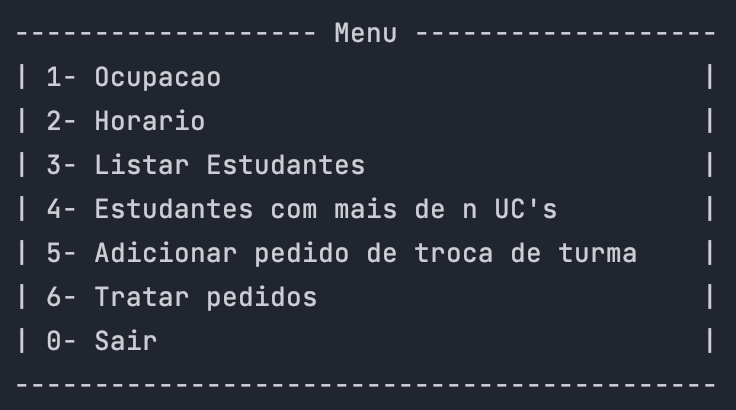 ------------------- Menu -------------------
| 1- Ocupacao                              |
| 2- Horario                               |
| 3- Listar Estudantes                     |
| 4- Estudantes com mais de n UC's         |
| 5- Adicionar pedido de troca de turma    |
| 6- Tratar pedidos                        |
| 0- Sair                                  |
--------------------------------------------